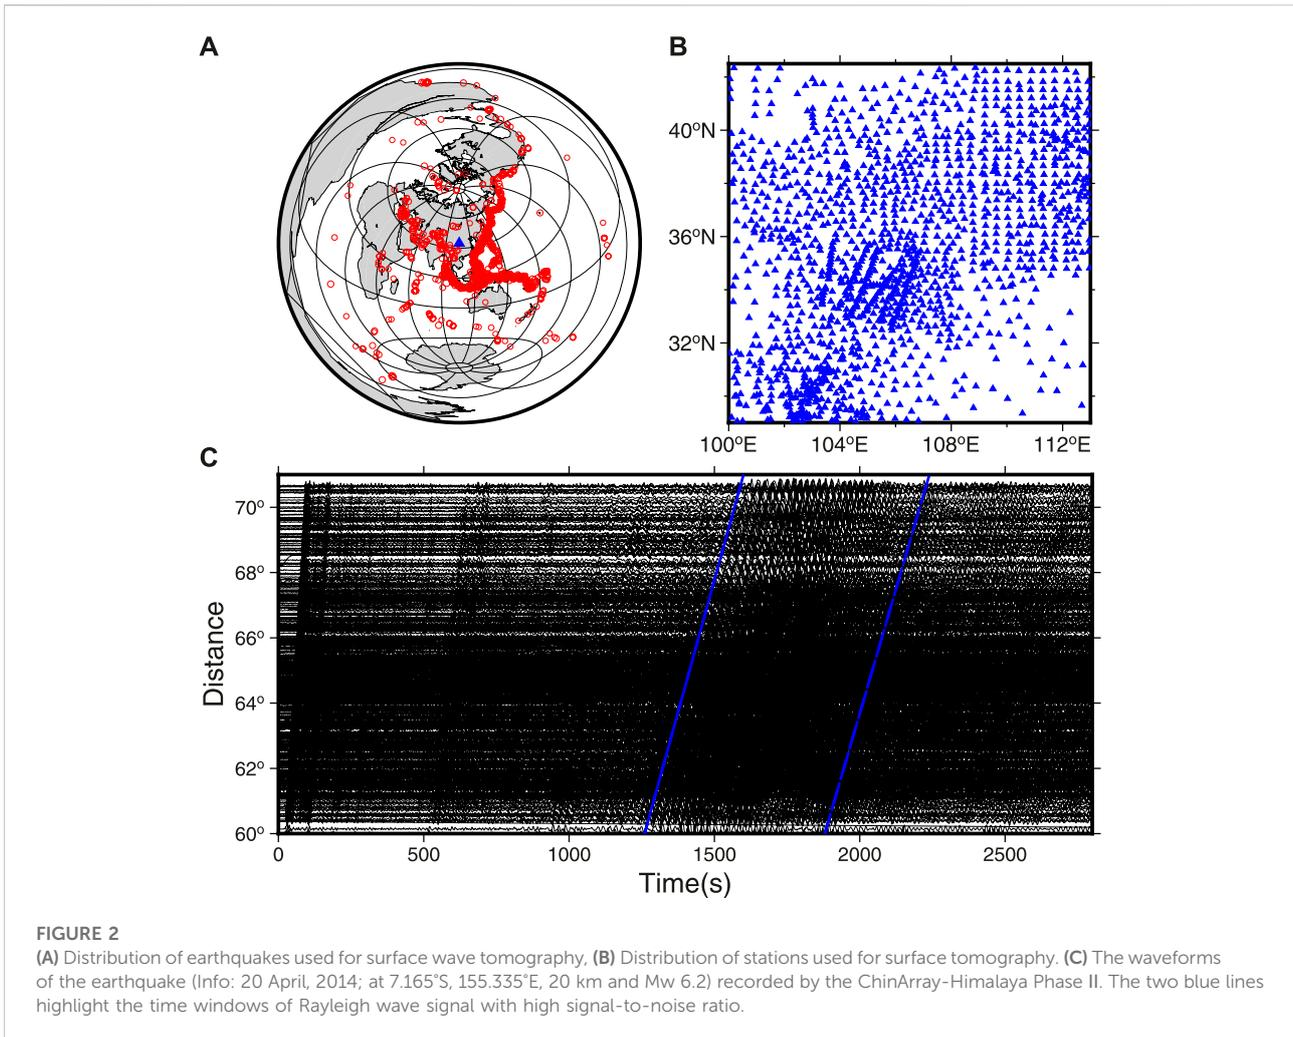 A
B
40°N
36°N
32°N
100°E 104°E 108°E 112°E
C
70°
68°
66°
64°
62°
60°
Distance
0 500 1000 1500 2000 2500
Time(s)
FIGURE 2
(A) Distribution of earthquakes used for surface wave tomography, (B) Distribution of stations used for surface tomography. (C) The waveforms
of the earthquake (Info: 20 April, 2014; at 7.165°S, 155.335°E, 20 km and Mw 6.2) recorded by the ChinArray-Himalaya Phase II. The two blue lines
highlight the time windows of Rayleigh wave signal with high signal-to-noise ratio.